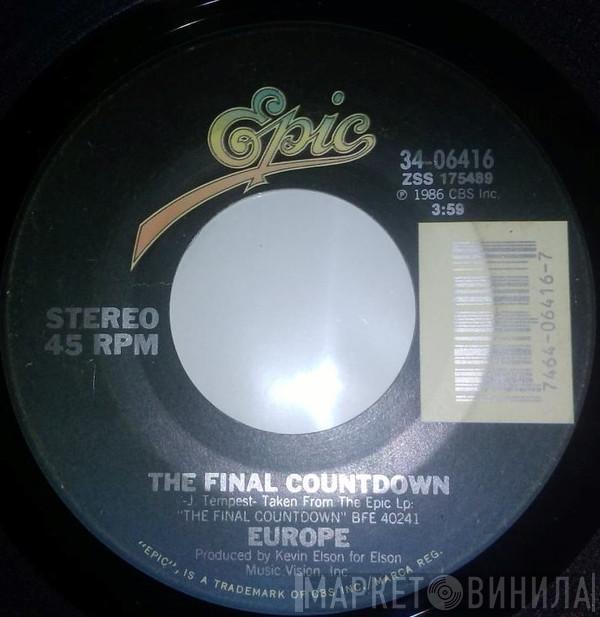 Epic
34-06416
ZSS 175489
℗ 1986 CBS Inc.
3:59
STEREO
45 RPM
7464-06416-7
THE FINAL COUNTDOWN
-J. Tempest- Taken From The Epic Lp:
"THE FINAL COUNTDOWN" BFE 40241
EUROPE
Produced by Kevin Elson for Elson
Music Vision, Inc.
"EPIC", IS A TRADEMARK OF CBS INC./MARCA REG.
МАРКЕТ ВИНИЛА